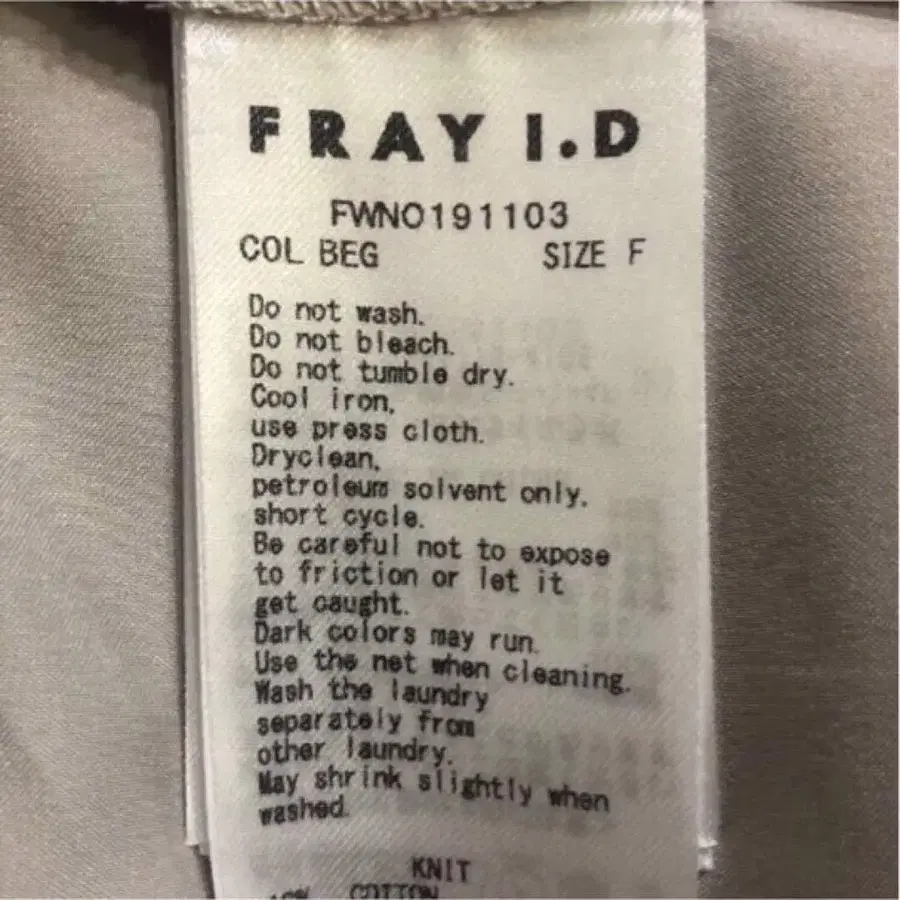 FRAY I.D
FWNO191103
COL BEG SIZE F
Do not wash.
Do not bleach.
Do not tumble dry.
Cool iron,
use press cloth.
Dryclean,
petroleum solvent only,
short cycle.
Be careful not to expose
to friction or let it
get caught.
Dark colors may run.
Use the net when cleaning.
Wash the laundry
separately from
other laundry.
May shrink slightly when
washed.
KNIT
COTTON